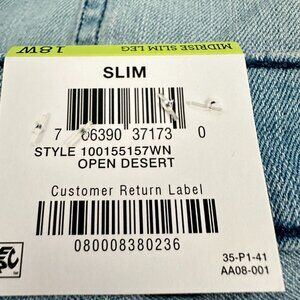 18W
MIDRISE SLIM LEG
SLIM
7 06390 37173 0
STYLE 100155157WN
OPEN DESERT
Customer Return Label
080008380236
35-P1-41
AA08-001